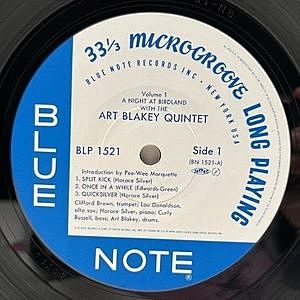 33⅓ MICROGROOVE LONG PLAYING
BLUE NOTE RECORDS INC • NEW YORK USA
Volume 1
A NIGHT AT BIRDLAND
WITH THE
ART BLAKEY QUINTET
BLP 1521
Side 1
(BN 1521-A)
Introduction by Pee-Wee Marquette
1. SPLIT KICK (Horace Silver)
2. ONCE IN A WHILE (Edwards-Green)
3. QUICKSILVER (Horace Silver)
Clifford Brown, trumpet; Lou Donaldson,
alto sax; Horace Silver, piano; Curly
Russell, bass; Art Blakey, drums.
BLUE
NOTE®